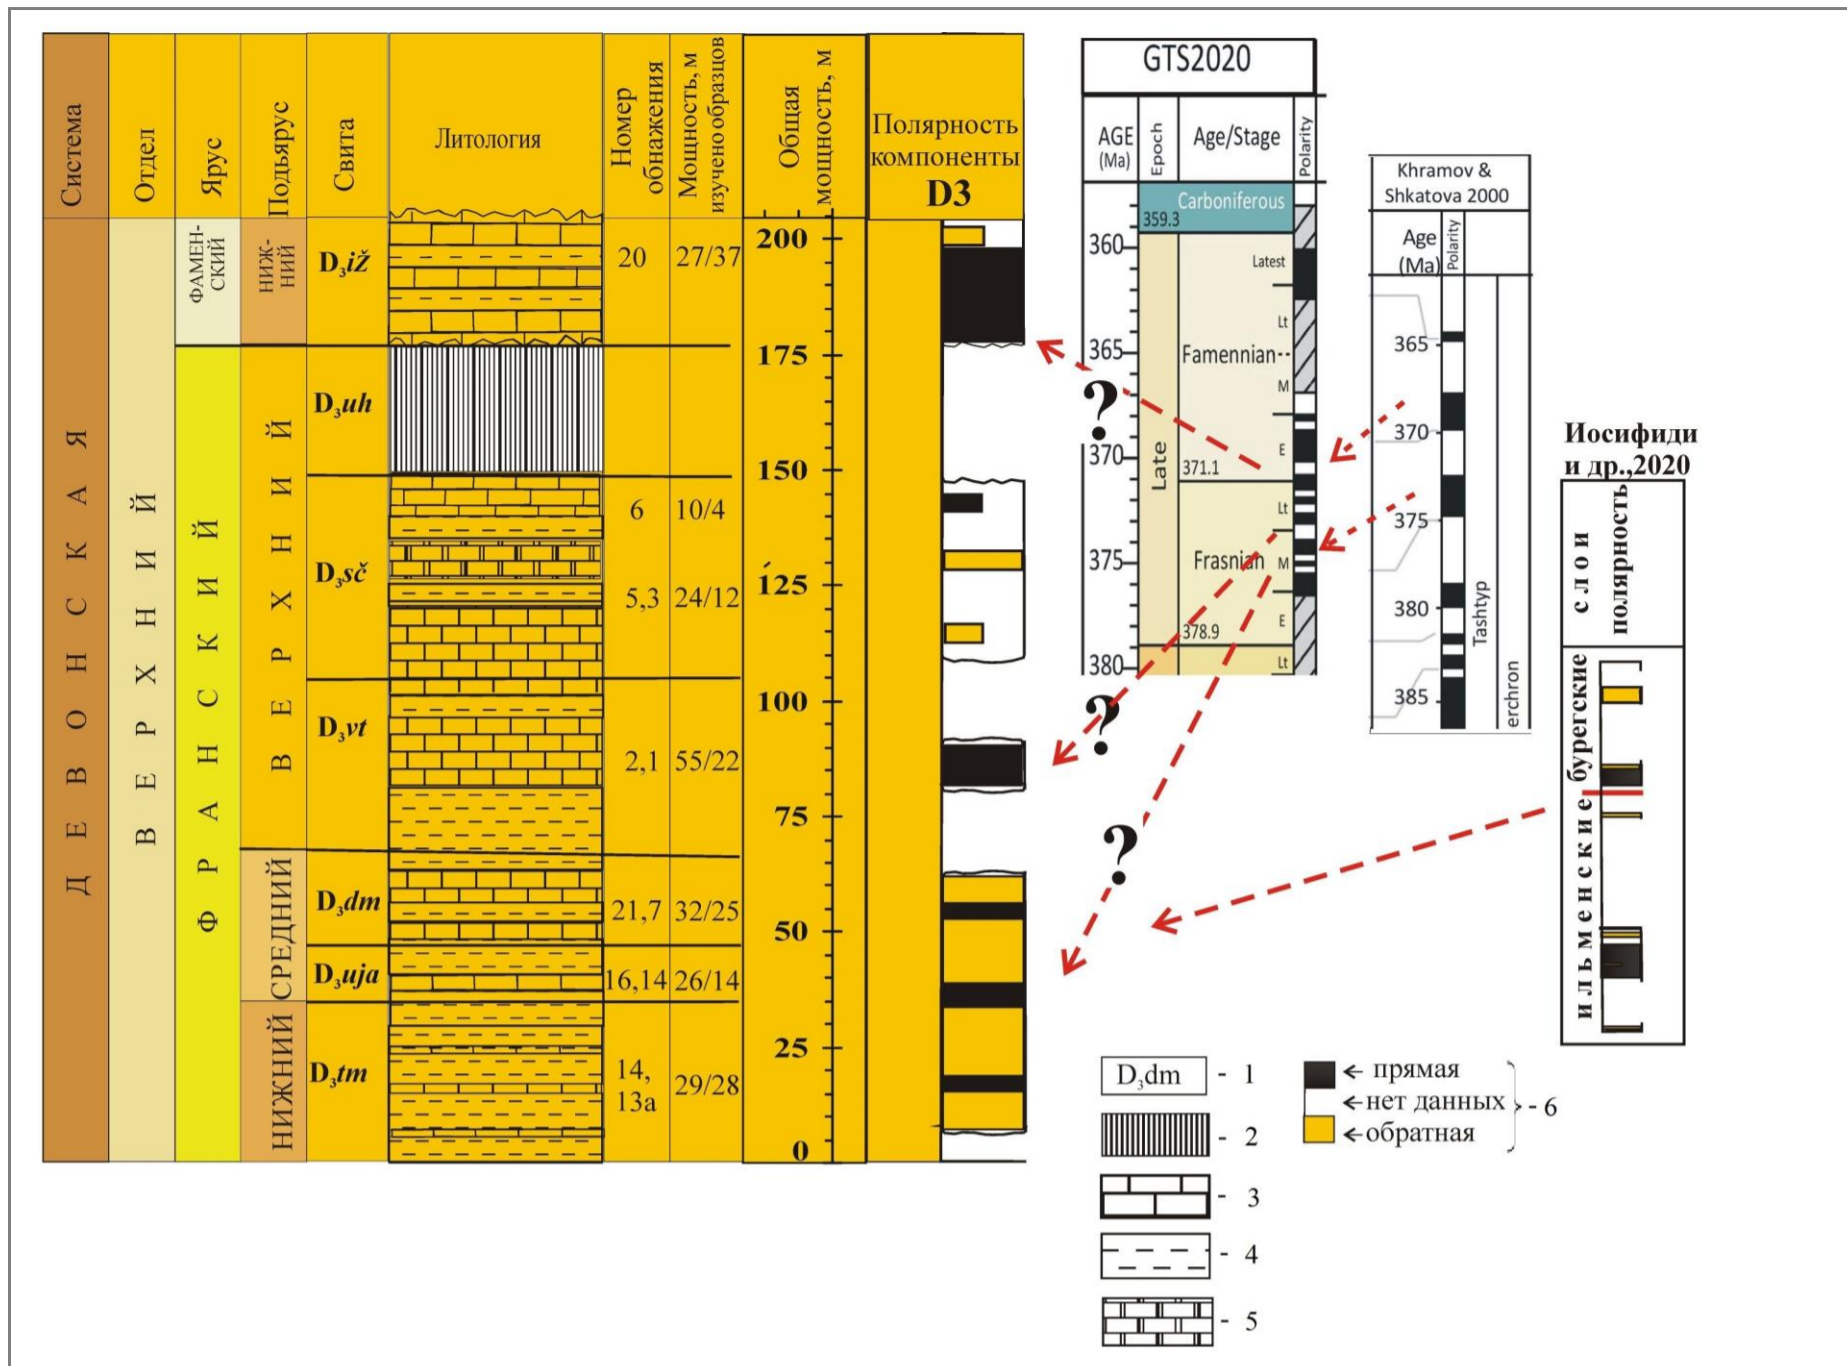 Система
Отдел
Ярус
Подъярус
Свита
Литология
Номер
обнажения
Мощность, м
изучено образцов
Общая
мощность, м
Полярность
компоненты
D3
ДЕВОНСКАЯ
ВЕРХНИЙ
ФАМЕН-
СКИЙ
ФРАНСКИЙ
НИЖ-
НИЙ
ВЕРХНИЙ
СРЕДНИЙ
НИЖНИЙ
D₃iž
20
27/37
D₃uh
D₃sč
6
10/4
5,3
24/12
D₃vt
2,1
55/22
D₃dm
21,7
32/25
D₃uja
16,14
26/14
D₃tm
14,
13а
29/28
200
175
150
125
100
75
50
25
0
GTS2020
AGE
(Ma)
Epoch
Age/Stage
Polarity
Carboniferous
359.3
360
365
370
375
380
Late
Latest
Lt
Famennian--
M
E
371.1
Lt
Frasnian
M
E
378.9
Lt
?
?
?
Khramov &
Shkatova 2000
Age
(Ma)
Polarity
365
370
375
380
385
Tashtyp
erchron
Иосифиди
и др.,2020
слои
полярность
бурегские
ильменские
D₃dm - 1
- 2
- 3
- 4
- 5
прямая
нет данных
обратная
- 6